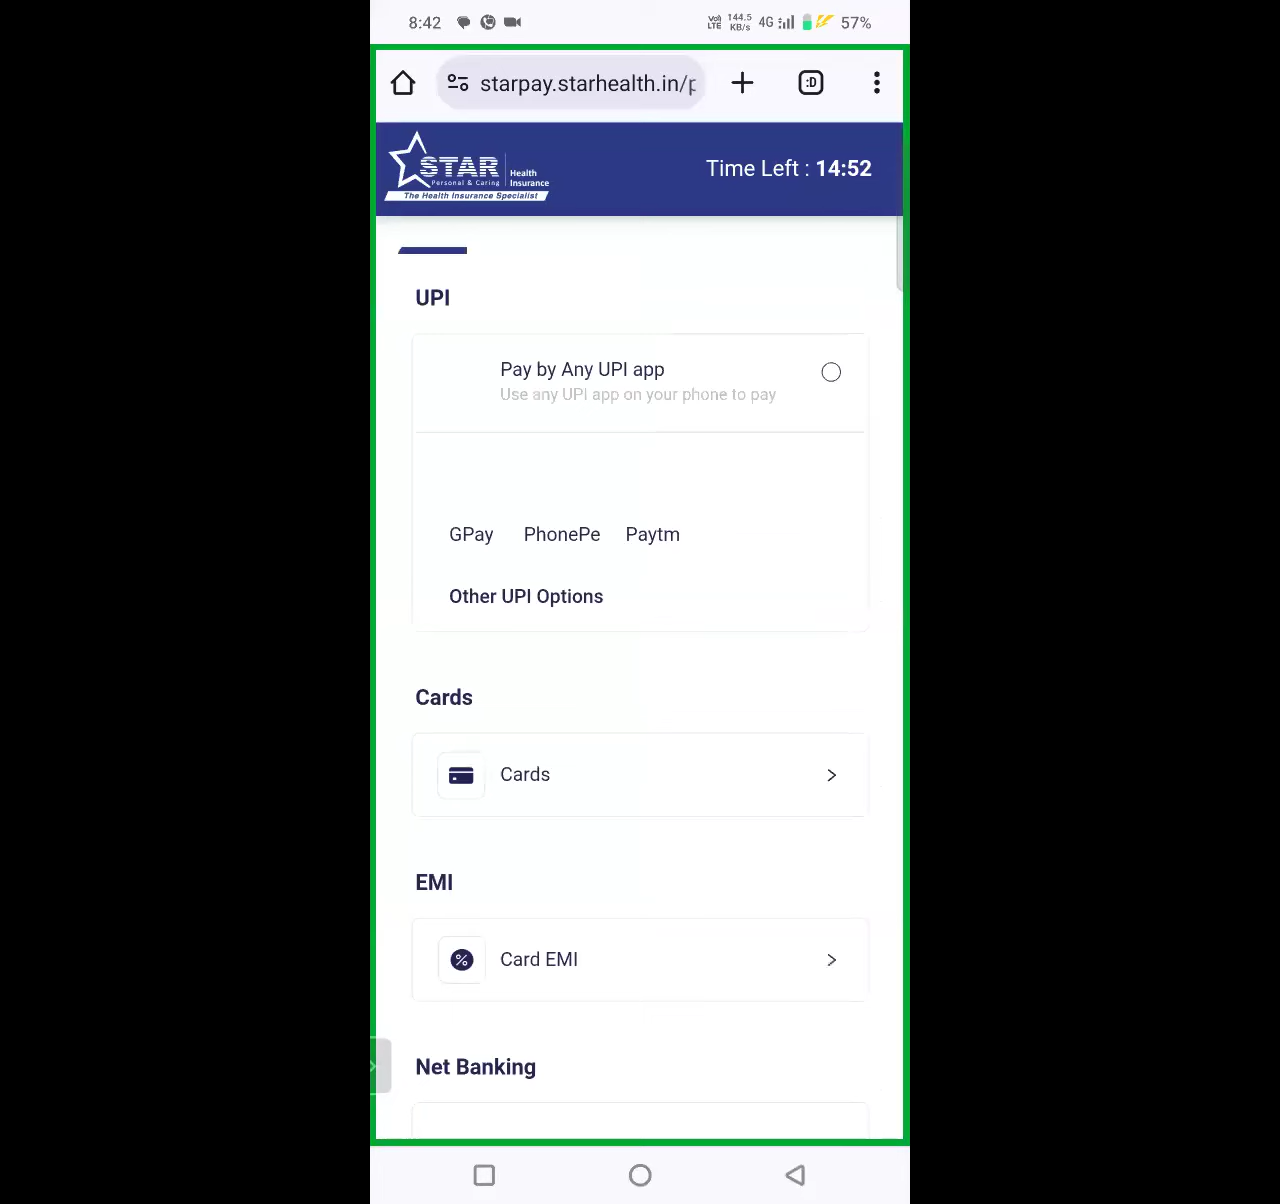 8:42
Vo) LTE 144.5 KB/s 4G 57%
starpay.starhealth.in/p
:D
STAR Health Insurance
Personal & Caring
The Health Insurance Specialist
Time Left : 14:52
UPI
Pay by Any UPI app
Use any UPI app on your phone to pay
GPay PhonePe Paytm
Other UPI Options
Cards
Cards
EMI
Card EMI
Net Banking